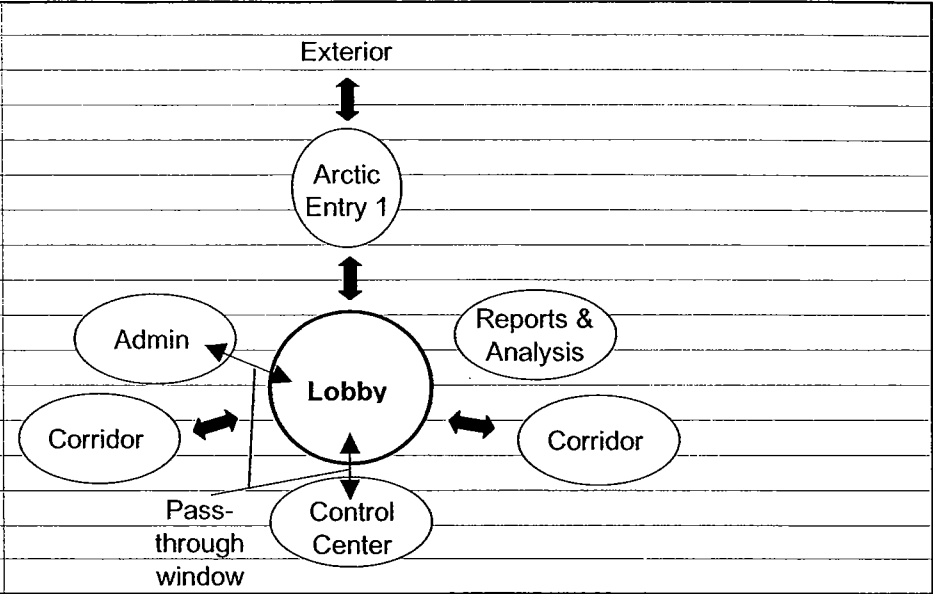 Exterior
Arctic
Entry 1
Admin
Reports &
Analysis
Lobby
Corridor
Corridor
Pass-
through
window
Control
Center